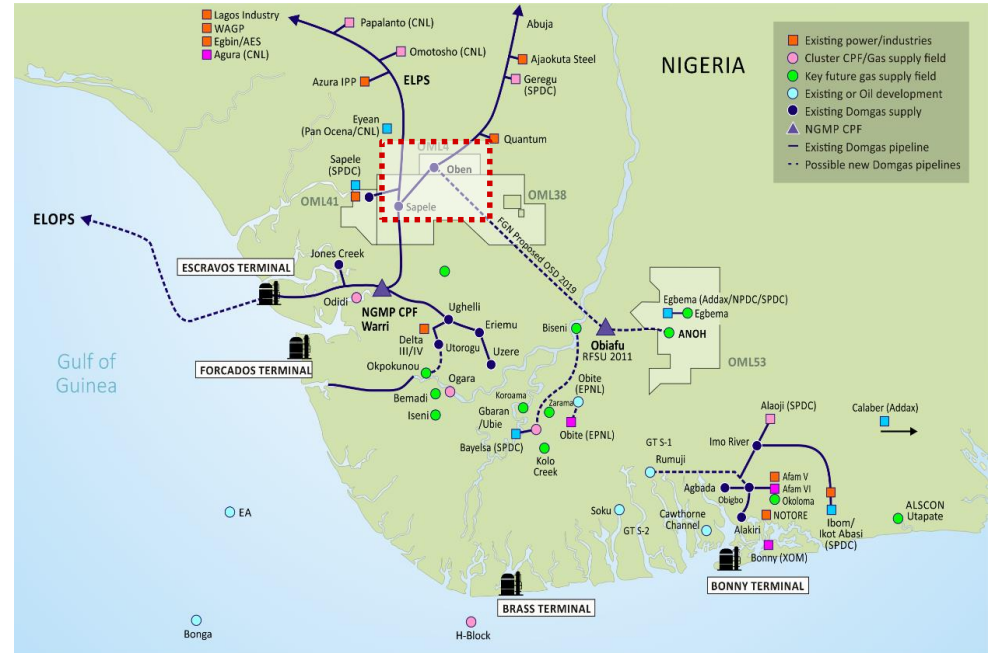 Lagos Industry
WAGP
Egbin/AES
Agura (CNL)
Papalanto (CNL)
Omotosho (CNL)
Azura IPP
ELPS
Abuja
Ajaokuta Steel
Geregu
(SPDC)
Quantum
NIGERIA
Existing power/industries
Cluster CPF/Gas supply field
Key future gas supply field
Existing or Oil development
Existing Domgas supply
NGMP CPF
Existing Domgas pipeline
Possible new Domgas pipelines
Eyean
(Pan Ocena/CNL)
OML4
Oben
Sapele
(SPDC)
OML41
Sapele
OML38
FGN Proposed OSD 2019
ELOPS
Jones Creek
ESCRAVOS TERMINAL
Odidi
NGMP CPF
Warri
Ughelli
Eriemu
Delta
III/IV
Utorogu
Uzere
FORCADOS TERMINAL
Okpokunou
Ogara
Bemadi
Iseni
Gulf of
Guinea
Biseni
Obiafu
RFSU 2011
Egbema (Addax/NPDC/SPDC)
Egbema
ANOH
OML53
Koroama
Zarama
Obite
(EPNL)
Gbaran
/Ubie
Bayelsa (SPDC)
Obite (EPNL)
Kolo
Creek
Alaoji (SPDC)
Calaber (Addax)
GT S-1
Rumuji
Imo River
Agbada
Obigbo
Afam V
Afam VI
Okoloma
NOTORE
Alakiri
Soku
GT S-2
Cawthorne
Channel
Ibom/
Ikot Abasi
(SPDC)
ALSCON
Utapate
Bonny (XOM)
BONNY TERMINAL
BRASS TERMINAL
EA
Bonga
H-Block